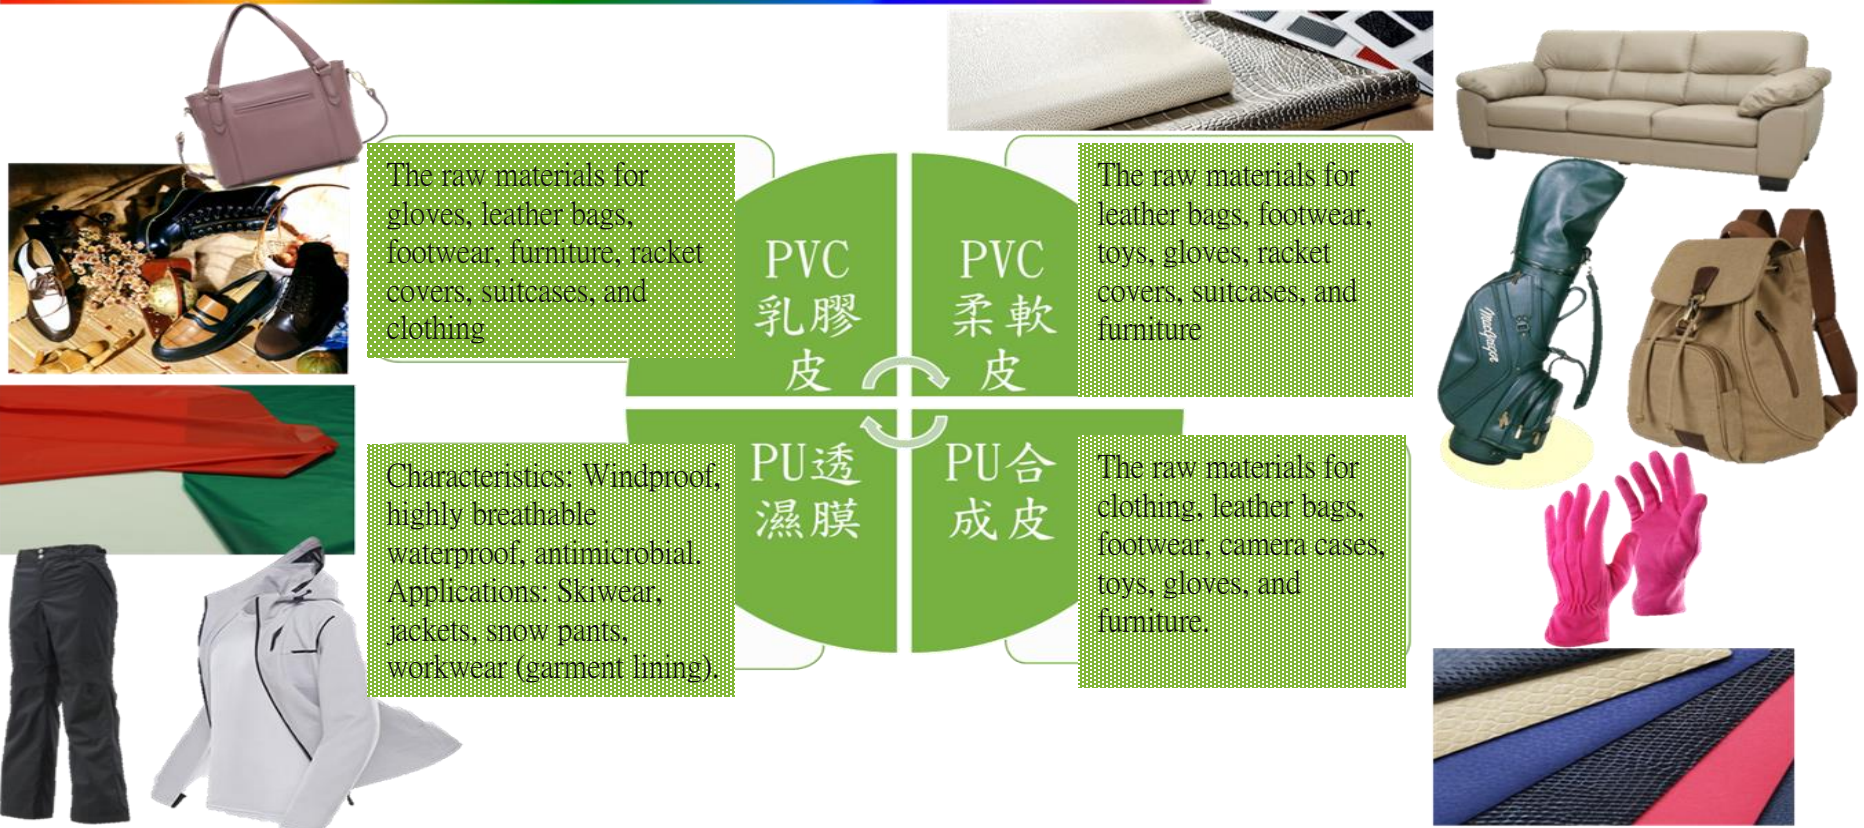 The raw materials for
gloves, leather bags,
footwear, furniture, racket
covers, suitcases, and
clothing
PVC
乳膠
皮
PVC
柔軟
皮
The raw materials for
leather bags, footwear,
toys, gloves, racket
covers, suitcases, and
furniture
Characteristics: Windproof,
highly breathable
waterproof, antimicrobial.
Applications: Skiwear,
jackets, snow pants,
workwear (garment lining).
PU透
濕膜
PU合
成皮
The raw materials for
clothing, leather bags,
footwear, camera cases,
toys, gloves, and
furniture.
MacGregor